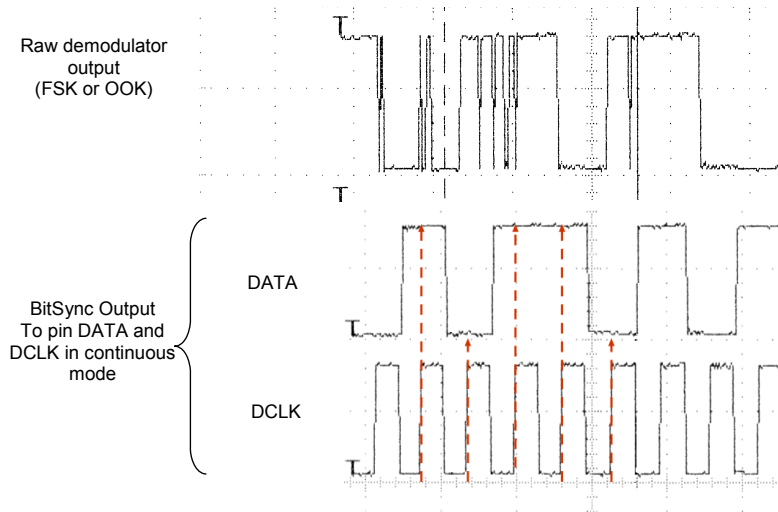 Raw demodulator
output
(FSK or OOK)
DATA
BitSync Output
To pin DATA and
DCLK in continuous
mode
DCLK